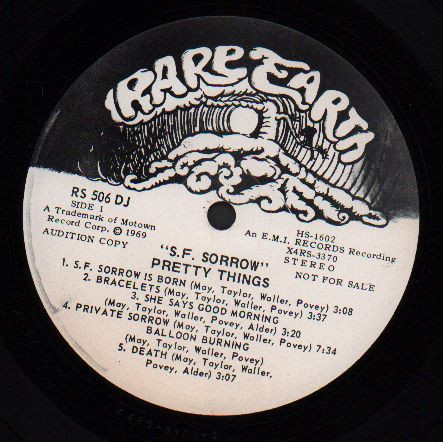 RARE EARTH
RS 506 DJ
SIDE 1
A Trademark of Motown
Record Corp. ℗ 1969
AUDITION COPY
HS-1602
An E.M.I. RECORDS Recording
X4RS-3370
STEREO
NOT FOR SALE
"S.F. SORROW"
PRETTY THINGS
1. S.F. SORROW IS BORN (May, Taylor, Waller, Povey) 3:08
2. BRACELETS (May, Taylor, Waller, Povey) 3:37
3. SHE SAYS GOOD MORNING
(May, Taylor, Waller, Povey, Alder) 3:20
4. PRIVATE SORROW (May, Taylor, Waller, Povey) 7:34
BALLOON BURNING
(May, Taylor, Waller, Povey)
5. DEATH (May, Taylor, Waller,
Povey, Alder) 3:07